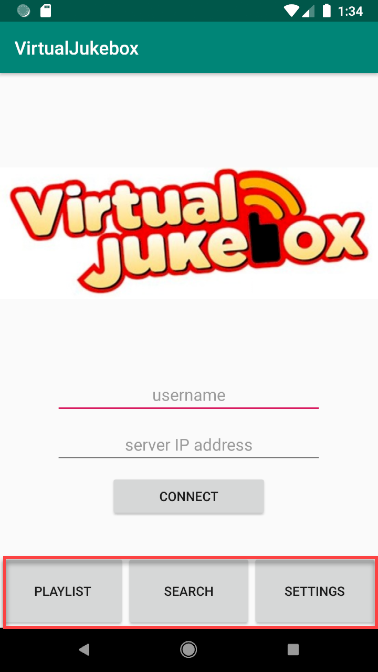 1:34
VirtualJukebox
Virtual
Jukebox
username
server IP address
CONNECT
PLAYLIST SEARCH SETTINGS